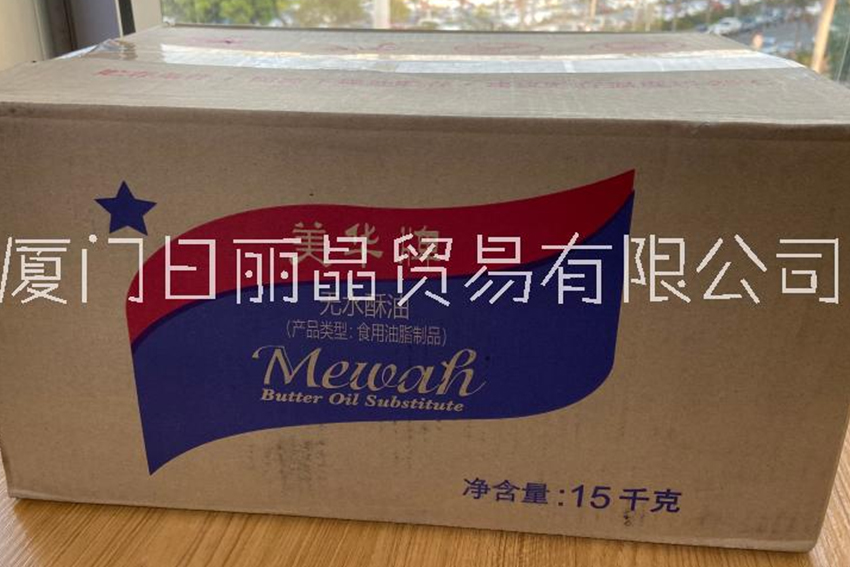 美华牌
厦门日丽晶贸易有限公司
无水酥油
(产品类型:食用油脂制品)
Mewah
Butter Oil Substitute
净含量:15千克